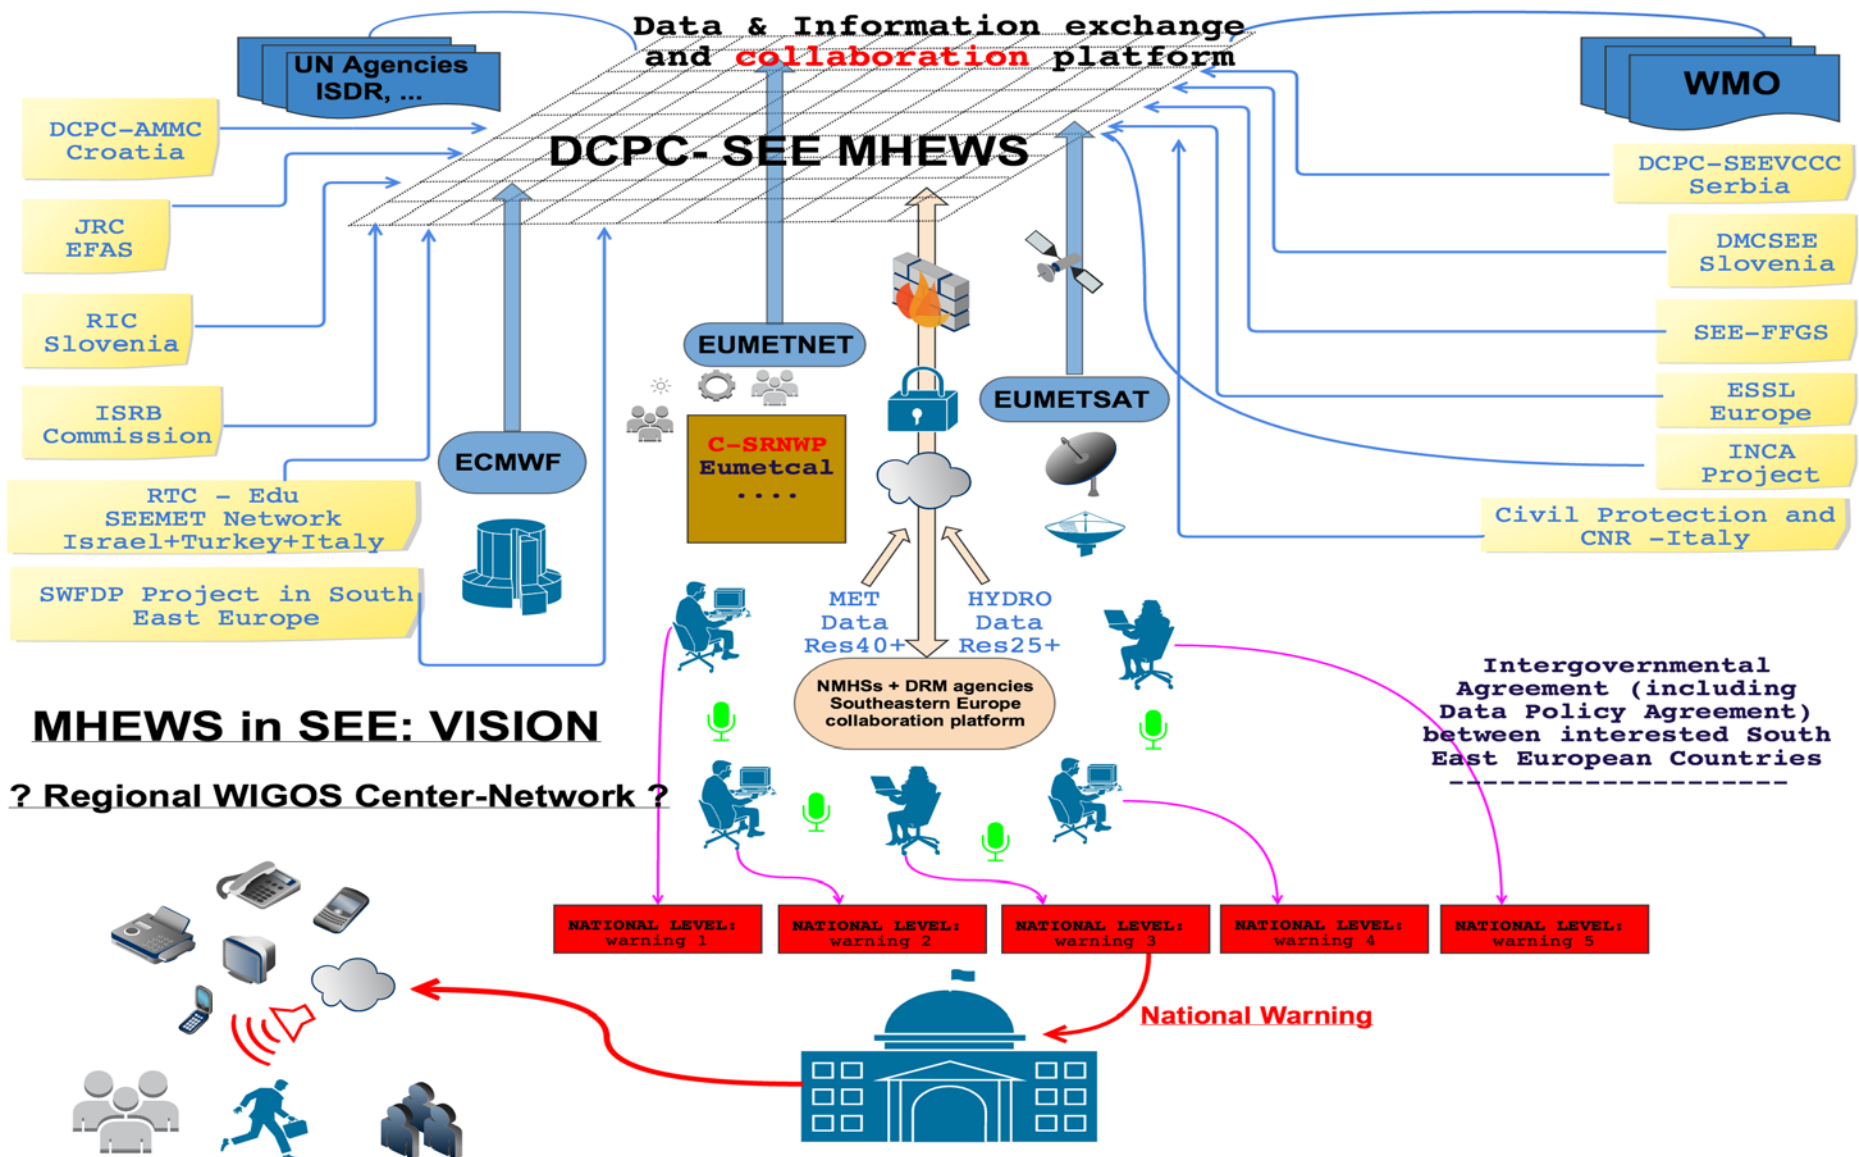 Data & Information exchange
and collaboration platform
UN Agencies
ISDR, ...
WMO
DCPC- SEE MHEWS
DCPC-AMMC
Croatia
JRC
EFAS
RIC
Slovenia
ISRB
Commission
RTC - Edu
SEEMET Network
Israel+Turkey+Italy
SWFDP Project in South
East Europe
DCPC-SEEVCCC
Serbia
DMCSEE
Slovenia
SEE-FFGS
ESSL
Europe
INCA
Project
Civil Protection and
CNR -Italy
EUMETNET
EUMETSAT
ECMWF
C-SRNWP
Eumetcal
....
MET
Data
Res40+
HYDRO
Data
Res25+
NMHSs + DRM agencies
Southeastern Europe
collaboration platform
MHEWS in SEE: VISION
? Regional WIGOS Center-Network ?
Intergovernmental
Agreement (including
Data Policy Agreement)
between interested South
East European Countries
---------------------
NATIONAL LEVEL:
warning 1
NATIONAL LEVEL:
warning 2
NATIONAL LEVEL:
warning 3
NATIONAL LEVEL:
warning 4
NATIONAL LEVEL:
warning 5
National Warning